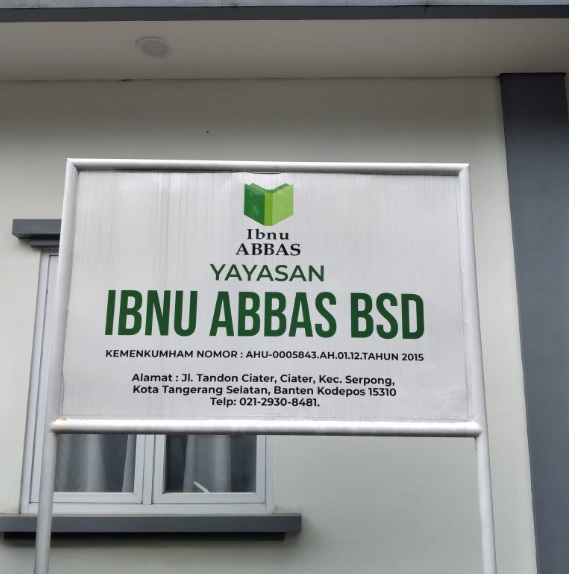 Ibnu
ABBAS
YAYASAN
IBNU ABBAS BSD
KEMENKUMHAM NOMOR : AHU-0005843.AH.01.12.TAHUN 2015
Alamat : Jl. Tandon Ciater, Ciater, Kec. Serpong,
Kota Tangerang Selatan, Banten Kodepos 15310
Telp: 021-2930-8481.